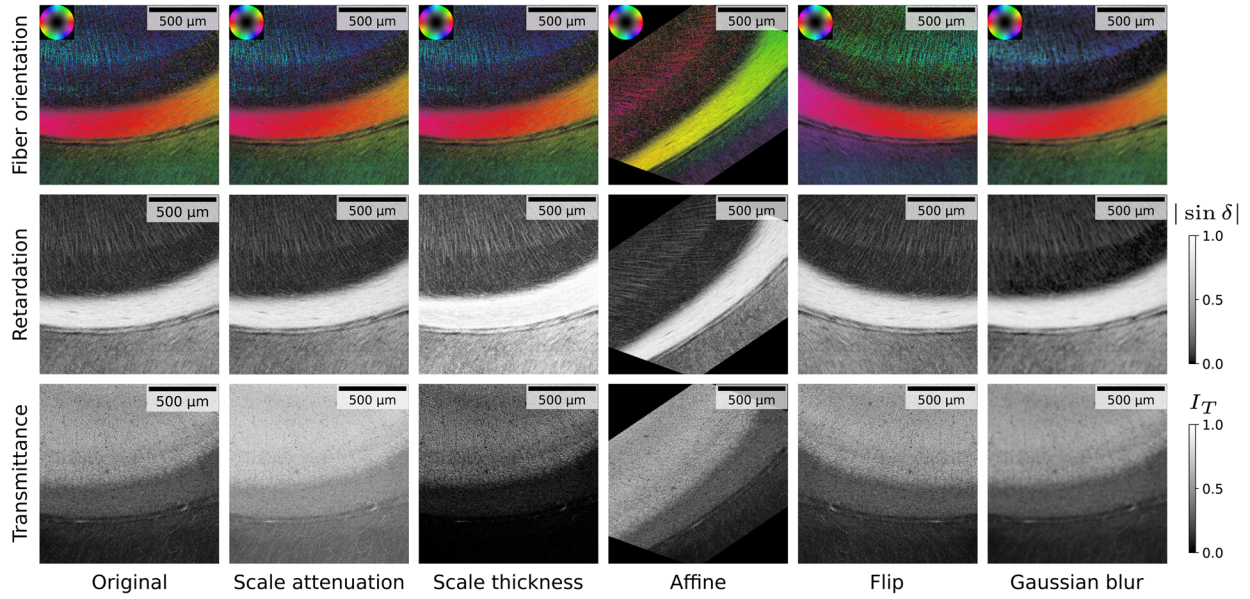 500 µm 500 µm 500 µm 500 µm 500 µm 500 µm
Fiber orientation
500 µm 500 µm 500 µm 500 µm 500 µm 500 µm
Retardation
| sin δ|
1.0
0.5
0.0
500 µm 500 µm 500 µm 500 µm 500 µm 500 µm
Transmittance
I_T
1.0
0.5
0.0
Original Scale attenuation Scale thickness Affine Flip Gaussian blur